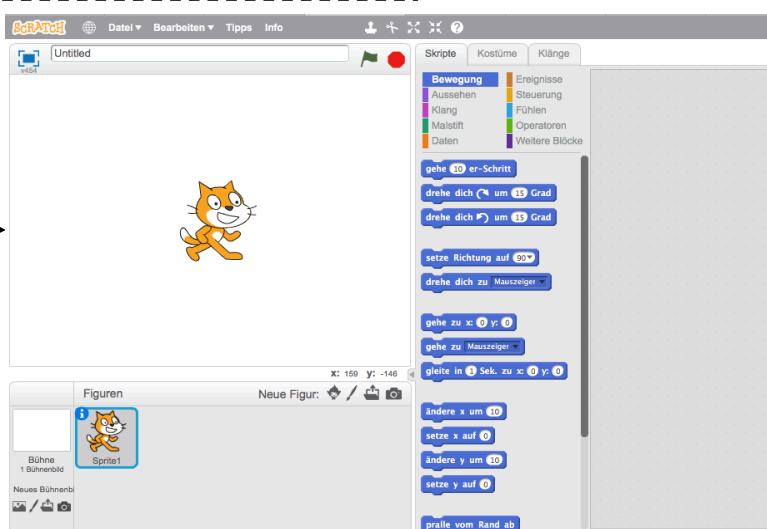 SCRATCH Datei Bearbeiten Tipps Info
Untitled
v454
X: 159 y: -146
Figuren Neue Figur:
Bühne
1 Bühnenbild
Neues Bühnenbi
Sprite1
Skripte Kostüme Klänge
Bewegung Ereignisse
Aussehen Steuerung
Klang Fühlen
Malstift Operatoren
Daten Weitere Blöcke
gehe 10 er-Schritt
drehe dich um 15 Grad
drehe dich um 15 Grad
setze Richtung auf 90
drehe dich zu Mauszeiger
gehe zu x: 0 y: 0
gehe zu Mauszeiger
gleite in 1 Sek. zu x: 0 y: 0
ändere x um 10
setze x auf 0
ändere y um 10
setze y auf 0
pralle vom Rand ab